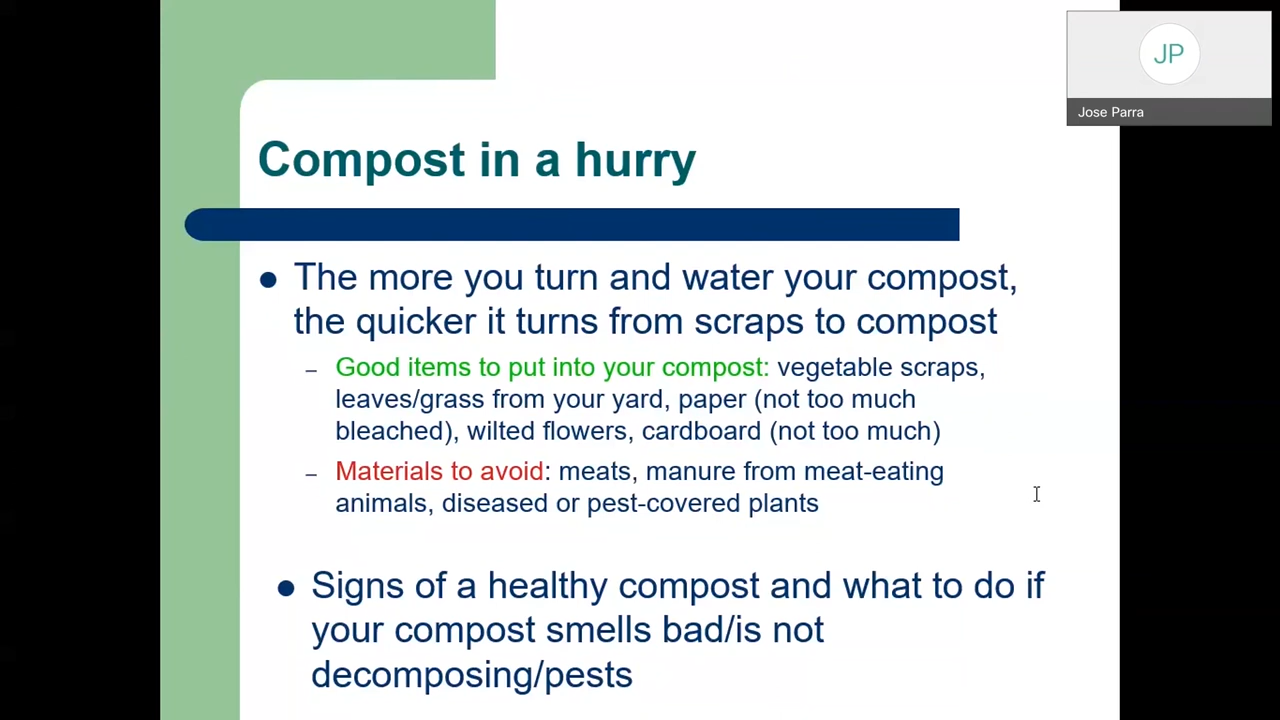 JP
Jose Parra
Compost in a hurry
The more you turn and water your compost,
the quicker it turns from scraps to compost
– Good items to put into your compost: vegetable scraps,
leaves/grass from your yard, paper (not too much
bleached), wilted flowers, cardboard (not too much)
– Materials to avoid: meats, manure from meat-eating
animals, diseased or pest-covered plants
Signs of a healthy compost and what to do if
your compost smells bad/is not
decomposing/pests